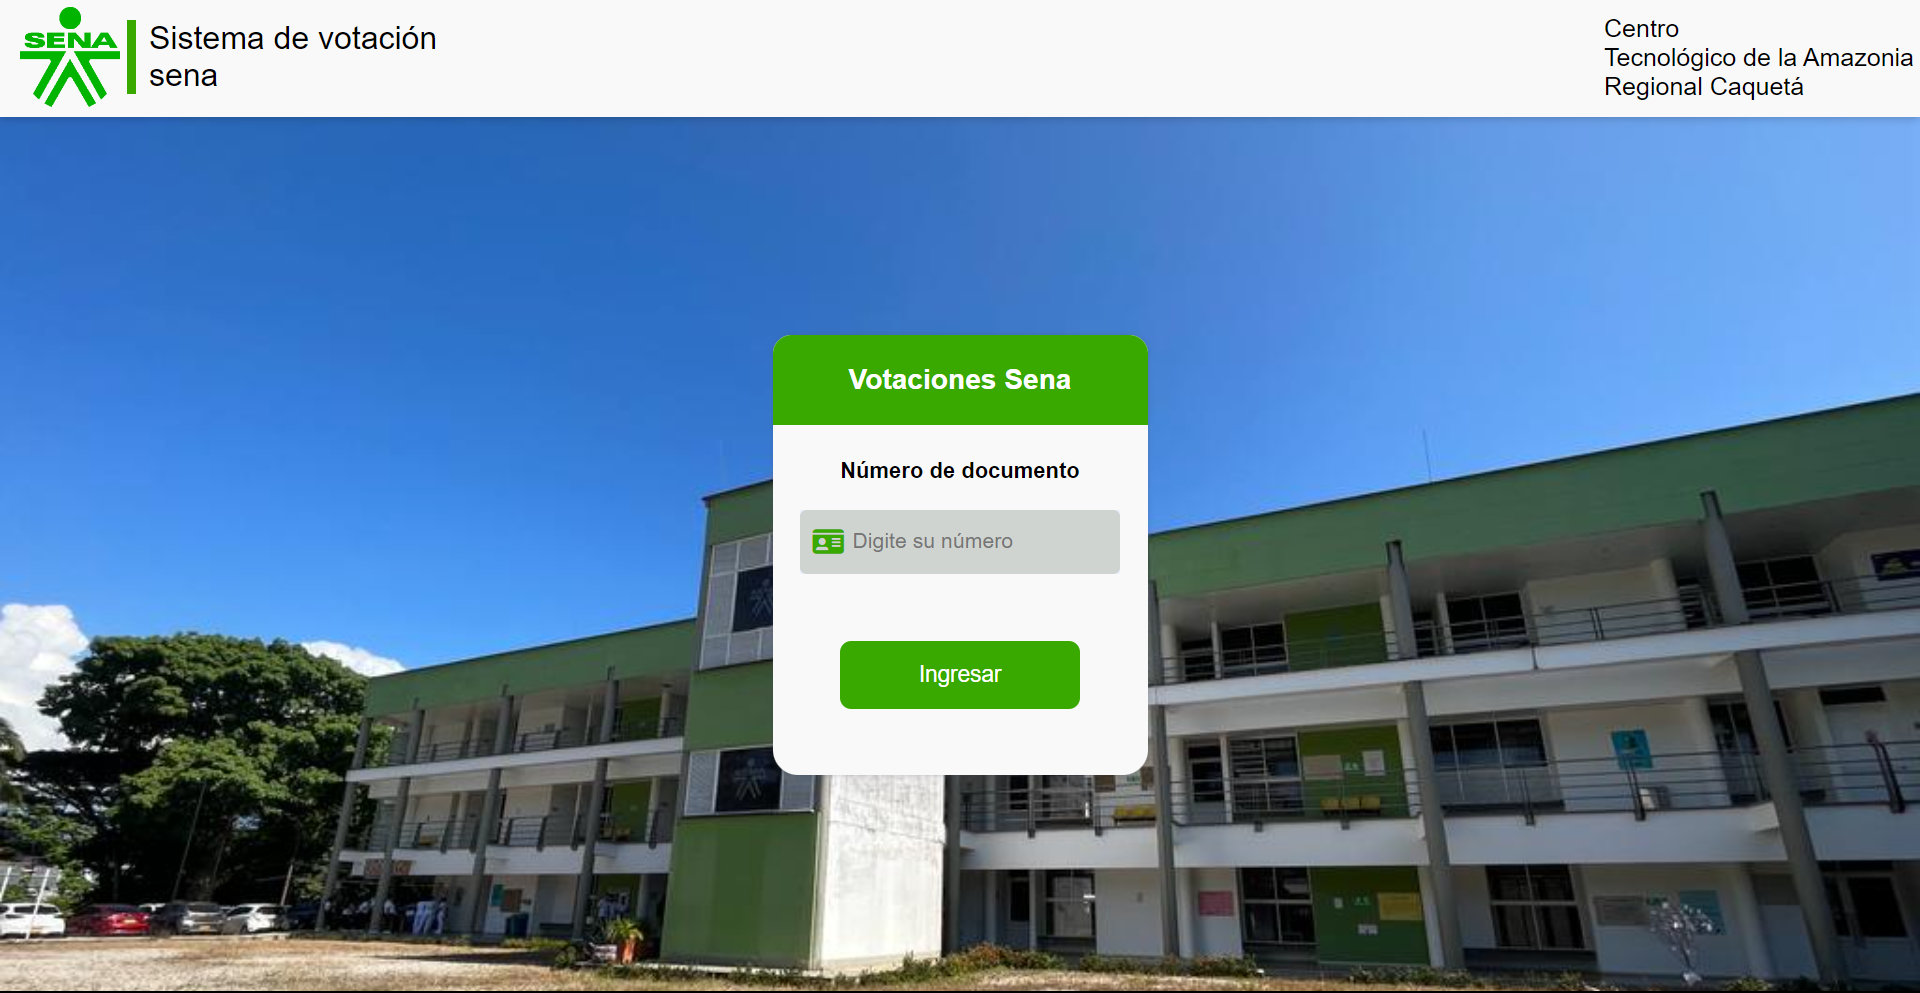 SENA
Sistema de votación
sena
Centro
Tecnológico de la Amazonia
Regional Caquetá
Votaciones Sena
Número de documento
Digite su número
Ingresar